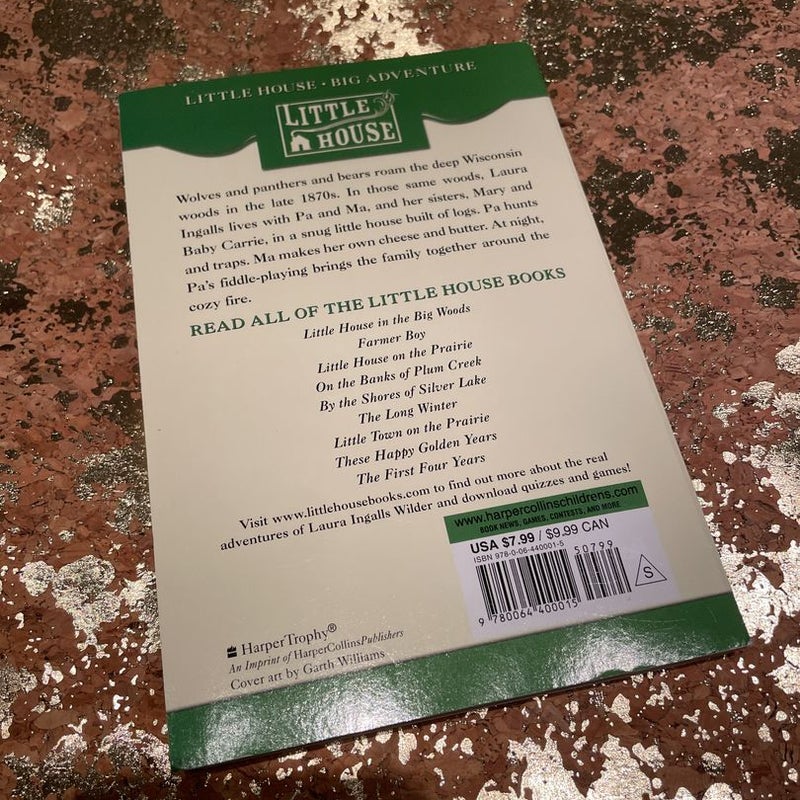 LITTLE HOUSE • BIG ADVENTURE
LITTLE
HOUSE
Wolves and panthers and bears roam the deep Wisconsin
woods in the late 1870s. In those same woods, Laura
Ingalls lives with Pa and Ma, and her sisters, Mary and
Baby Carrie, in a snug little house built of logs. Pa hunts
and traps. Ma makes her own cheese and butter. At night,
Pa's fiddle-playing brings the family together around the
cozy fire.
READ ALL OF THE LITTLE HOUSE BOOKS
Little House in the Big Woods
Farmer Boy
Little House on the Prairie
On the Banks of Plum Creek
By the Shores of Silver Lake
The Long Winter
Little Town on the Prairie
These Happy Golden Years
The First Four Years
Visit www.littlehousebooks.com to find out more about the real
adventures of Laura Ingalls Wilder and download quizzes and games!
www.harpercollinschildrens.com
BOOK NEWS, GAMES, CONTESTS, AND MORE
USA $7.99 / $9.99 CAN
ISBN 978-0-06-440001-5
50799
S
9 780064 400015
HarperTrophy®
An Imprint of HarperCollinsPublishers
Cover art by Garth Williams